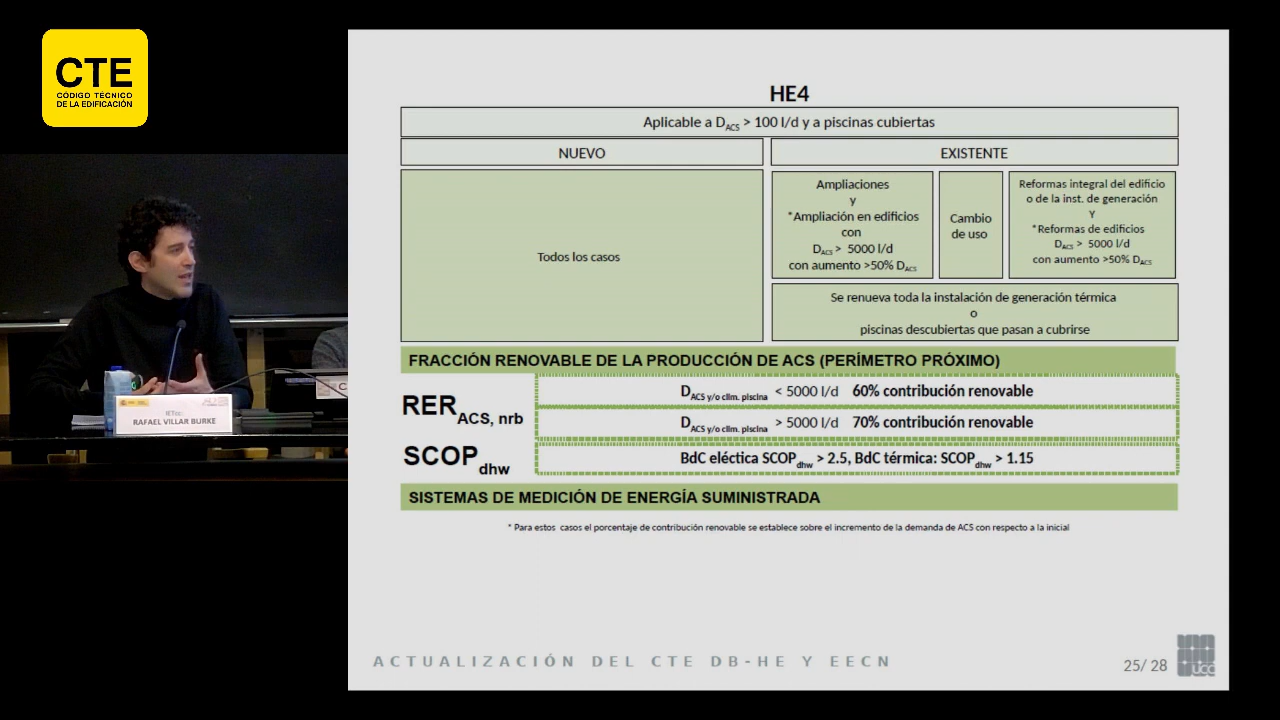 CTE
CÓDIGO TÉCNICO
DE LA EDIFICACIÓN
IETcc:
RAFAEL VILLAR BURKE
HE4
Aplicable a DACS > 100 l/d y a piscinas cubiertas
NUEVO
EXISTENTE
Todos los casos
Ampliaciones
y
*Ampliación en edificios
con
DACS > 5000 l/d
con aumento >50% DACS
Cambio
de uso
Reformas integral del edificio
o de la inst. de generación
Y
*Reformas de edificios
DACS > 5000 l/d
con aumento >50% DACS
Se renueva toda la instalación de generación térmica
o
piscinas descubiertas que pasan a cubrirse
FRACCIÓN RENOVABLE DE LA PRODUCCIÓN DE ACS (PERÍMETRO PRÓXIMO)
RERACS, nrb
DACS y/o clim. piscina < 5000 l/d 60% contribución renovable
DACS y/o clim. piscina > 5000 l/d 70% contribución renovable
SCOPdhw
BdC eléctica SCOPdhw > 2.5, BdC térmica: SCOPdhw > 1.15
SISTEMAS DE MEDICIÓN DE ENERGÍA SUMINISTRADA
* Para estos casos el porcentaje de contribución renovable se establece sobre el incremento de la demanda de ACS con respecto a la inicial
ACTUALIZACIÓN DEL CTE DB-HE Y EECN
25/ 28
ucc